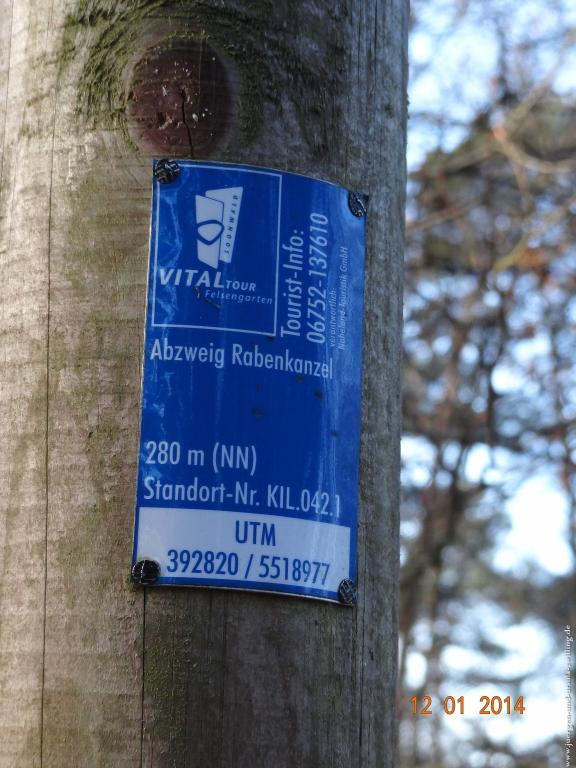 SOONWALD
VITALTOUR
Felsengarten
Tourist-Info:
06752-137610
verantwortlich:
Naheland-Touristik GmbH
Abzweig Rabenkanzel
280 m (NN)
Standort-Nr. KIL.042.1
UTM
392820 / 5518977
12 01 2014